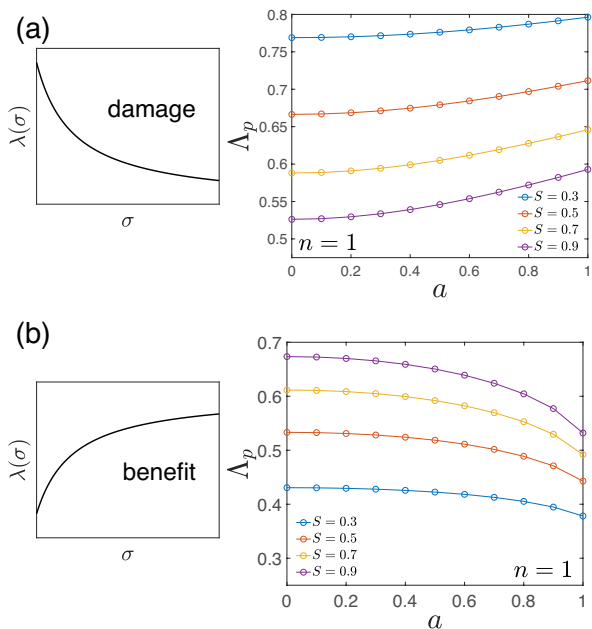 (a)
λ(σ)
damage
σ
Λp
0.8
0.75
0.7
0.65
0.6
0.55
0.5
n = 1
S = 0.3
S = 0.5
S = 0.7
S = 0.9
0
0.2
0.4
0.6
0.8
1
a
(b)
λ(σ)
benefit
σ
Λp
0.7
0.6
0.5
0.4
0.3
S = 0.3
S = 0.5
S = 0.7
S = 0.9
n = 1
0
0.2
0.4
0.6
0.8
1
a